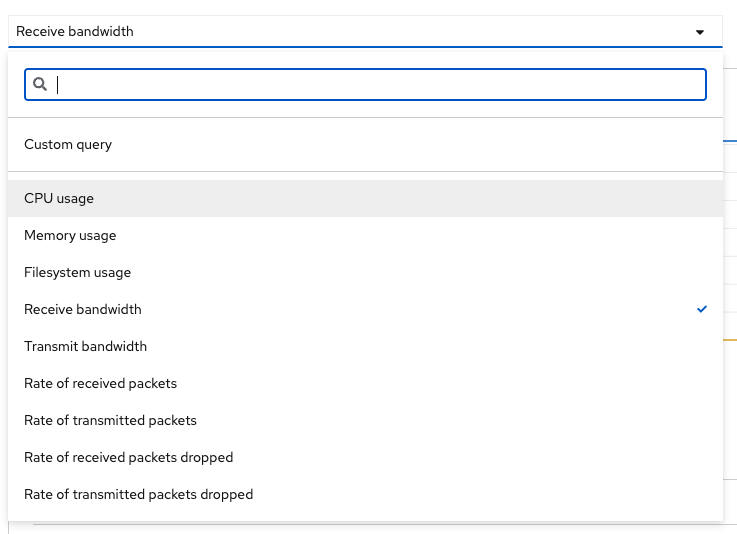 Receive bandwidth
Custom query
CPU usage
Memory usage
Filesystem usage
Receive bandwidth
Transmit bandwidth
Rate of received packets
Rate of transmitted packets
Rate of received packets dropped
Rate of transmitted packets dropped